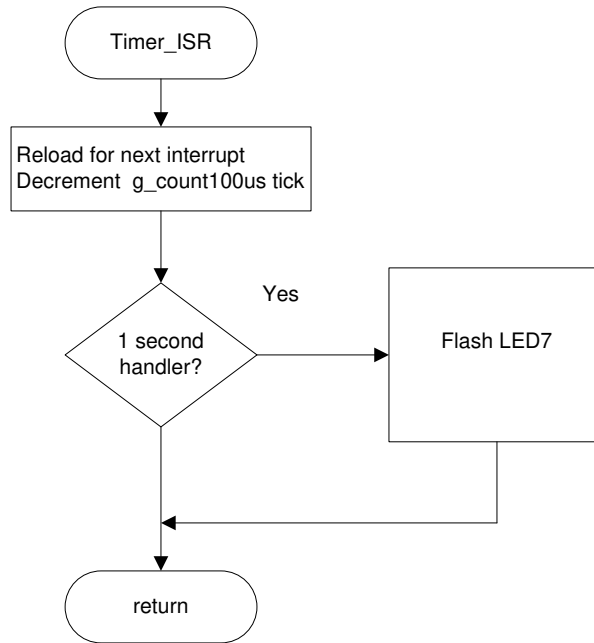 Timer_ISR
Reload for next interrupt
Decrement g_count100us tick
Yes
1 second
handler?
Flash LED7
return